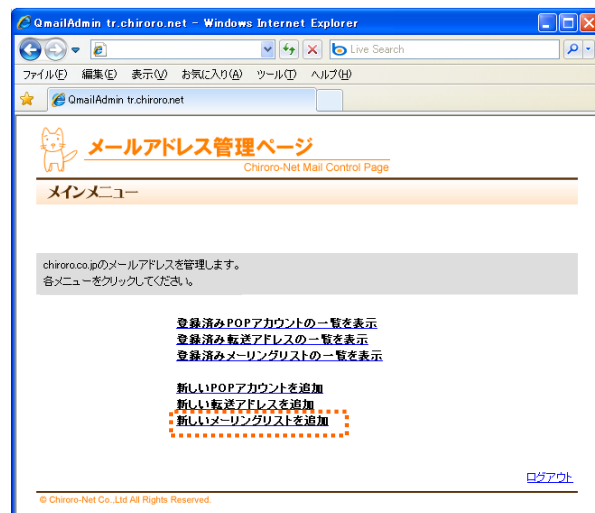 QmailAdmin tr.chiroro.net - Windows Internet Explorer
Live Search
ファイル(F) 編集(E) 表示(V) お気に入り(A) ツール(T) ヘルプ(H)
QmailAdmin tr.chiroro.net
メールアドレス管理ページ
Chiroro-Net Mail Control Page
メインメニュー
chiroro.co.jpのメールアドレスを管理します。
各メニューをクリックしてください。
登録済みPOPアカウントの一覧を表示
登録済み転送アドレスの一覧を表示
登録済みメーリングリストの一覧を表示
新しいPOPアカウントを追加
新しい転送アドレスを追加
新しいメーリングリストを追加
ログアウト
© Chiroro-Net Co.,Ltd All Rights Reserved.